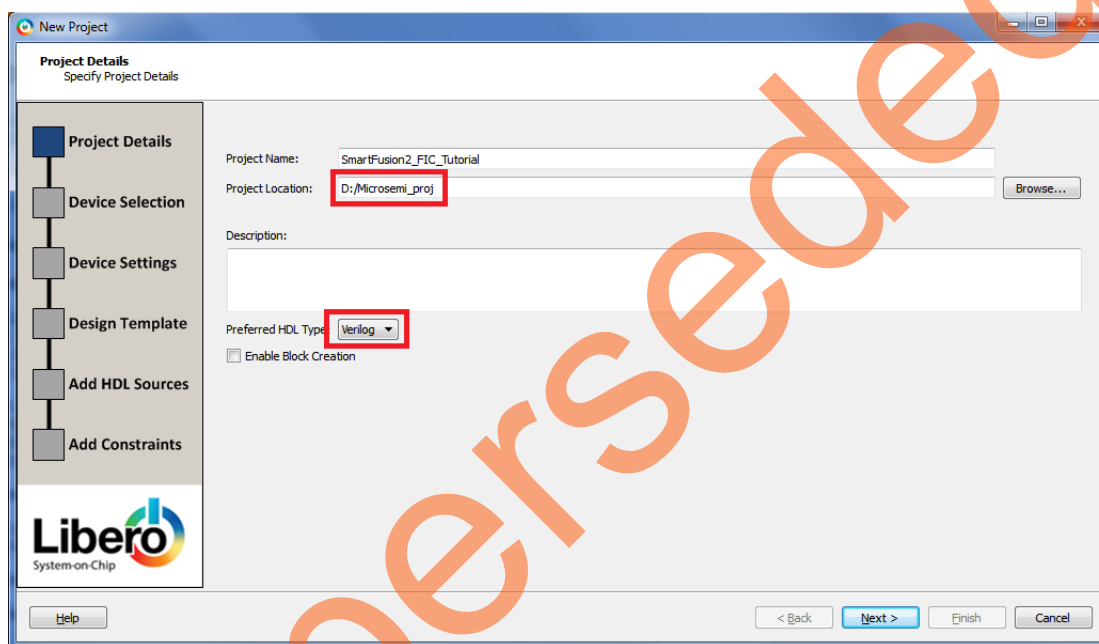 New Project
Project Details
Specify Project Details
Project Details
Device Selection
Device Settings
Design Template
Add HDL Sources
Add Constraints
Libero
System-on-Chip
Project Name: SmartFusion2_FIC_Tutorial
Project Location: D:/Microsemi_proj Browse...
Description:
Preferred HDL Type: Verilog
Enable Block Creation
Help < Back Next > Finish Cancel
perseded